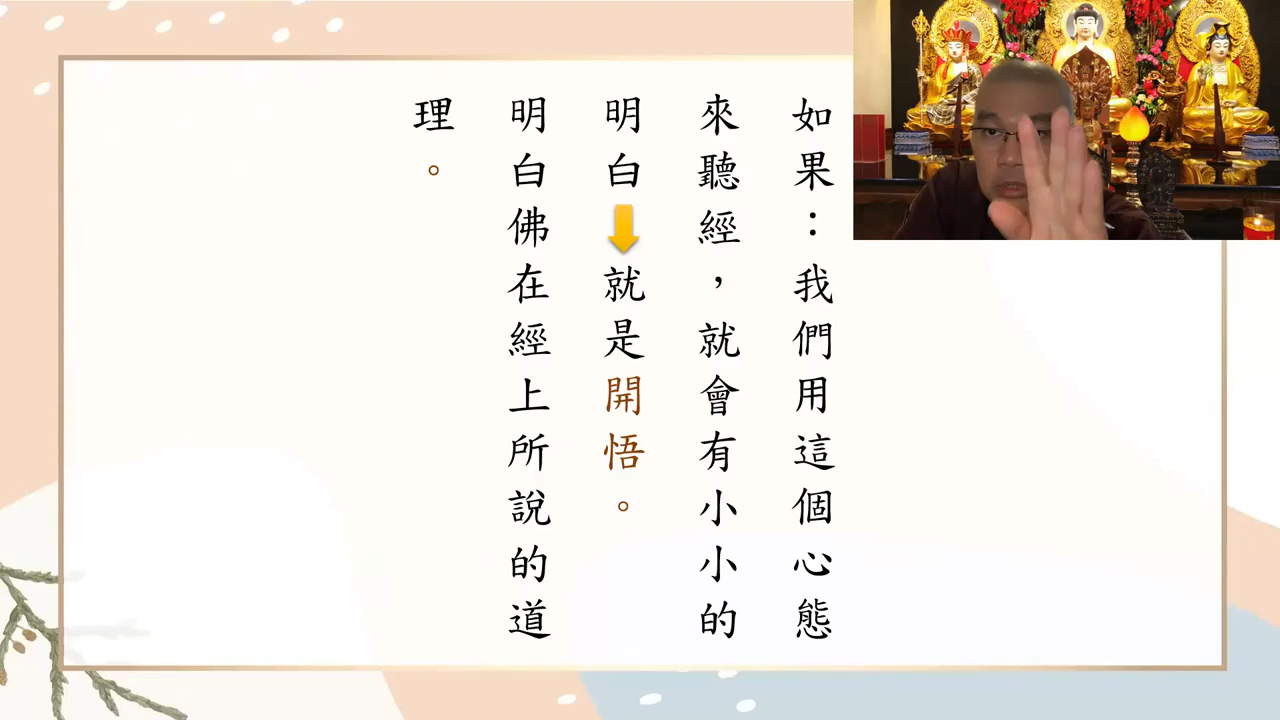 如果：我們用這個心態
來聽經，就會有小小的
明白就是開悟。
明白佛在經上所說的道
理。